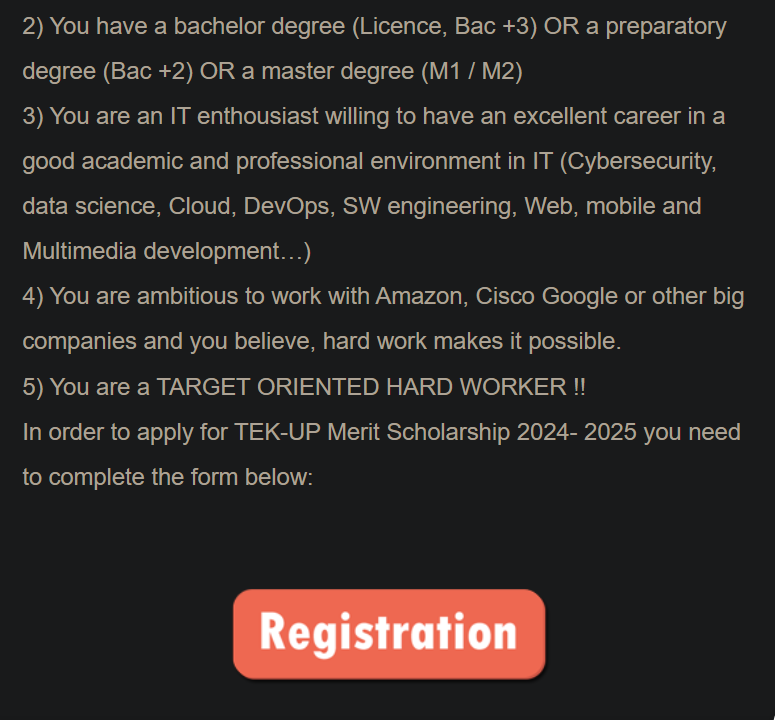 2) You have a bachelor degree (Licence, Bac +3) OR a preparatory
degree (Bac +2) OR a master degree (M1 / M2)
3) You are an IT enthousiast willing to have an excellent career in a
good academic and professional environment in IT (Cybersecurity,
data science, Cloud, DevOps, SW engineering, Web, mobile and
Multimedia development…)
4) You are ambitious to work with Amazon, Cisco Google or other big
companies and you believe, hard work makes it possible.
5) You are a TARGET ORIENTED HARD WORKER !!
In order to apply for TEK-UP Merit Scholarship 2024- 2025 you need
to complete the form below:
Registration